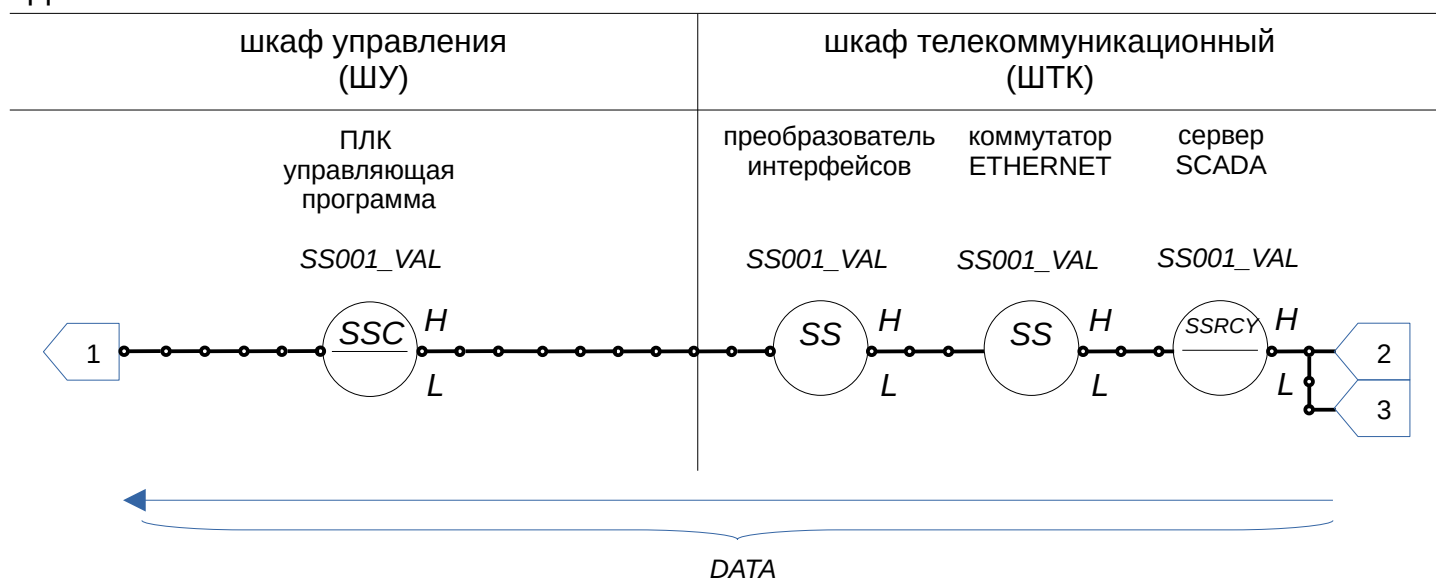 шкаф управления
(ШУ)
шкаф телекоммуникационный
(ШТК)
ПЛК
управляющая
программа
преобразователь
интерфейсов
коммутатор
ETHERNET
сервер
SCADA
SS001_VAL
SS001_VAL
SS001_VAL
SS001_VAL
1
SSC
H
L
SS
H
L
SS
H
L
SSRCY
H
L
2
3
DATA